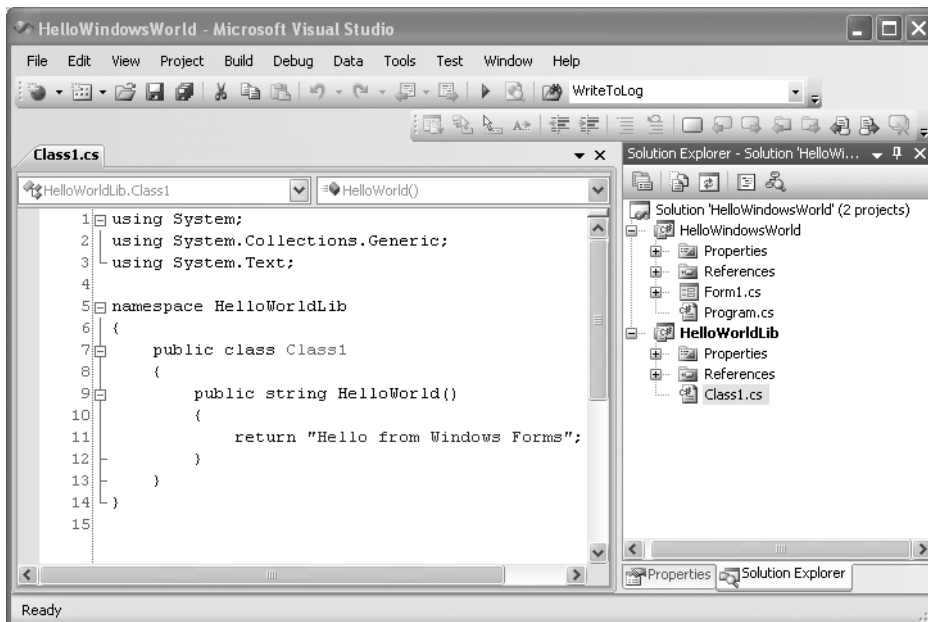 HelloWindowsWorld - Microsoft Visual Studio
File Edit View Project Build Debug Data Tools Test Window Help
WriteToLog
Class1.cs
HelloWorldLib.Class1
HelloWorld()
1 using System;
2 using System.Collections.Generic;
3 using System.Text;
4
5 namespace HelloWorldLib
6 {
7 public class Class1
8 {
9 public string HelloWorld()
10 {
11 return "Hello from Windows Forms";
12 }
13 }
14 }
15
Solution Explorer - Solution 'HelloWi...
Solution 'HelloWindowsWorld' (2 projects)
HelloWindowsWorld
Properties
References
Form1.cs
Program.cs
HelloWorldLib
Properties
References
Class1.cs
Properties Solution Explorer
Ready